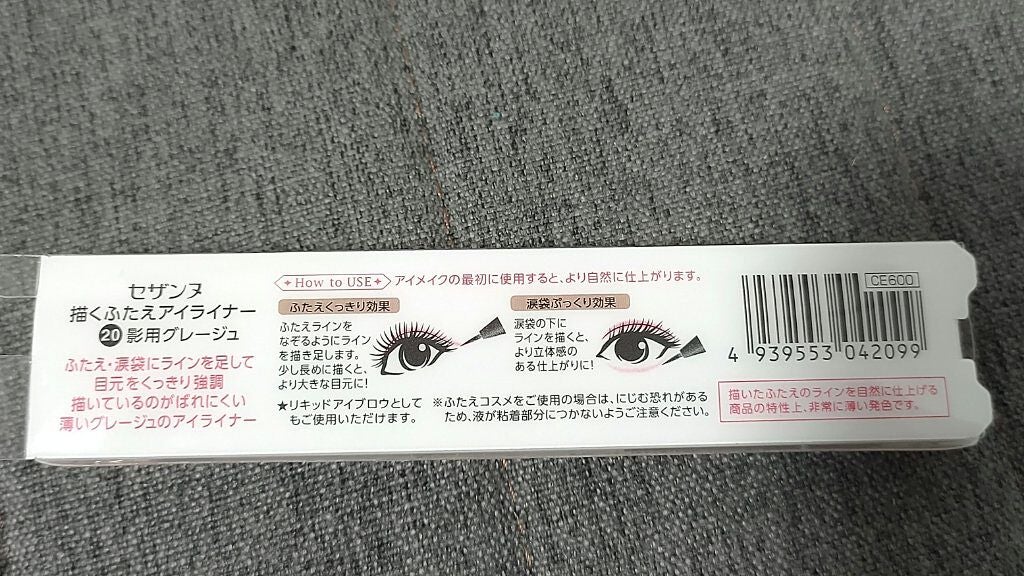 セザンヌ
描くふたえアイライナー
20 影用グレージュ
ふたえ・涙袋にラインを足して
目元をくっきり強調
描いているのがばれにくい
薄いグレージュのアイライナー
How to USE アイメイクの最初に使用すると、より自然に仕上がります。
ふたえくっきり効果
ふたえラインを
なぞるようにライン
を描き足します。
少し長めに描くと、
より大きな目元に!
★リキッドアイブロウとして
もご使用いただけます。
涙袋ぷっくり効果
涙袋の下に
ラインを描くと、
より立体感の
ある仕上がりに!
※ふたえコスメをご使用の場合は、にじむ恐れがある
ため、液が粘着部分につかないようご注意ください。
CE600
4 939553 042099
描いたふたえのラインを自然に仕上げる
商品の特性上、非常に薄い発色です。